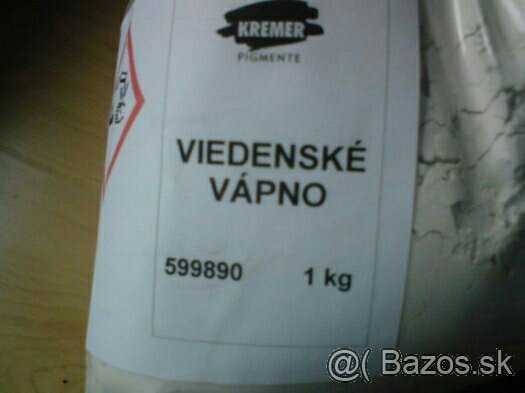 KREMER
PIGMENTE
VIEDENSKÉ
VÁPNO
599890 1 kg
@( Bazos.sk